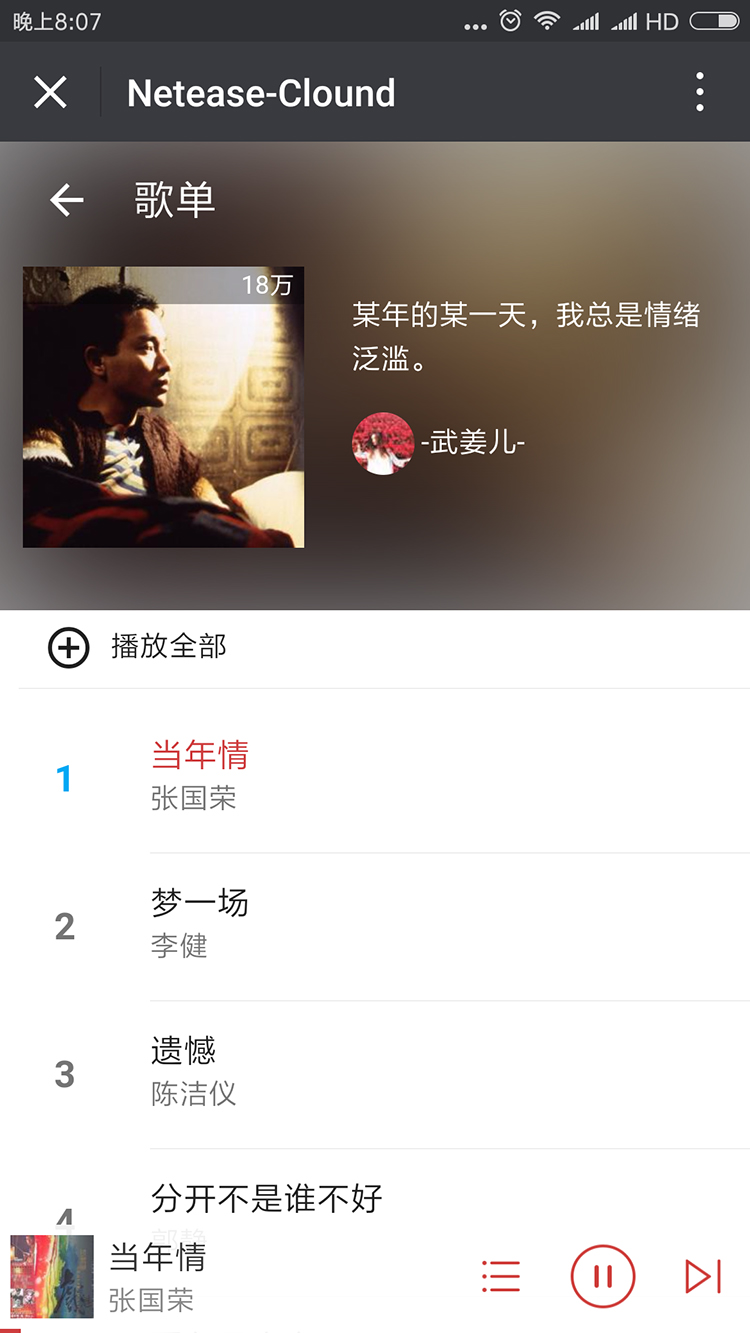 晚上8:07
HD
Netease-Clound
歌单
18万
某年的某一天，我总是情绪
泛滥。
-武姜儿-
播放全部
1
当年情
张国荣
2
梦一场
李健
3
遗憾
陈洁仪
4
分开不是谁不好
郭静
当年情
张国荣